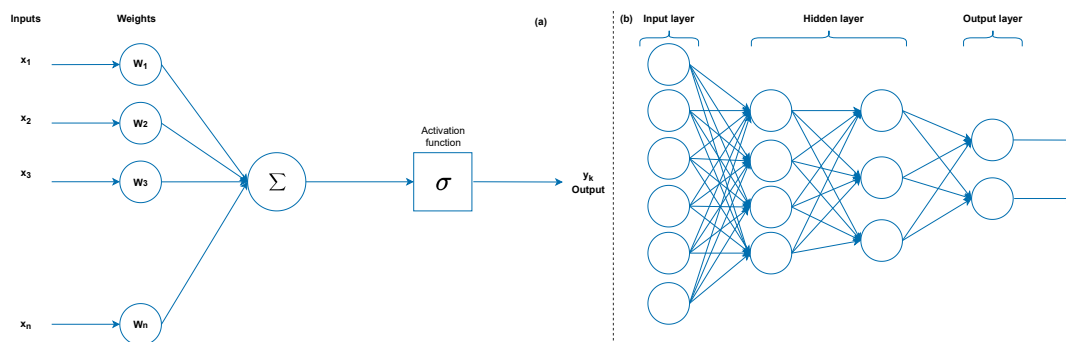 Inputs
Weights
(a)
x1
W1
x2
W2
x3
W3
xn
Wn
∑
Activation
function
σ
yk
Output
(b)
Input layer
Hidden layer
Output layer